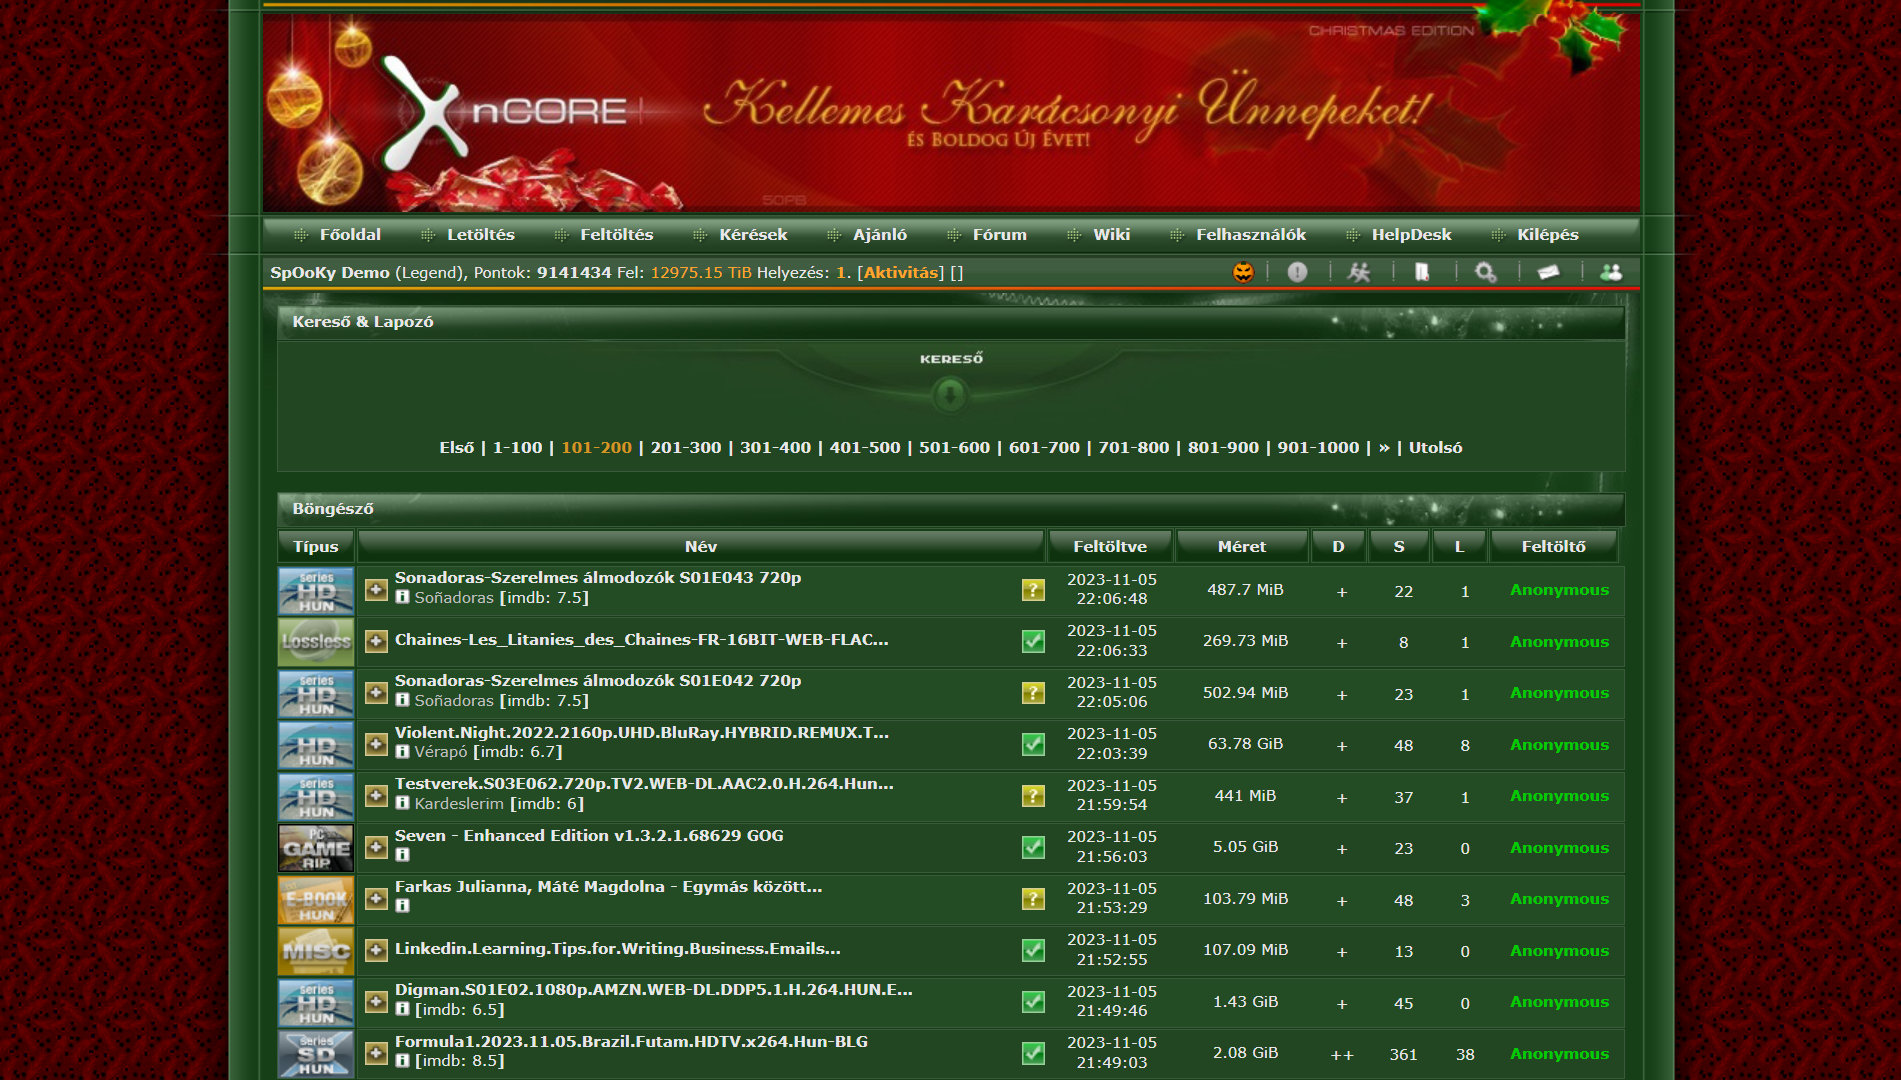 CHRISTMAS EDITION
nCORE
Kellemes Karácsonyi Ünnepeket!
és Boldog Új Évet!
Főoldal Letöltés Feltöltés Kérések Ajánló Fórum Wiki Felhasználók HelpDesk Kilépés
SpOoKy Demo (Legend), Pontok: 9141434 Fel: 12975.15 TiB Helyezés: 1. [Aktivitás] []
Kereső & Lapozó
KERESŐ
Első | 1-100 | 101-200 | 201-300 | 301-400 | 401-500 | 501-600 | 601-700 | 701-800 | 801-900 | 901-1000 | » | Utolsó
Böngésző
Típus Név Feltöltve Méret D S L Feltöltő
series HD HUN Sonadoras-Szerelmes álmodozók S01E043 720p 2023-11-05 487.7 MiB + 22 1 Anonymous
Soñadoras [imdb: 7.5] 22:06:48
Lossless Chaines-Les_Litanies_des_Chaines-FR-16BIT-WEB-FLAC... 2023-11-05 269.73 MiB + 8 1 Anonymous
22:06:33
series HD HUN Sonadoras-Szerelmes álmodozók S01E042 720p 2023-11-05 502.94 MiB + 23 1 Anonymous
Soñadoras [imdb: 7.5] 22:05:06
HD HUN Violent.Night.2022.2160p.UHD.BluRay.HYBRID.REMUX.T... 2023-11-05 63.78 GiB + 48 8 Anonymous
Vérapó [imdb: 6.7] 22:03:39
series HD HUN Testverek.S03E062.720p.TV2.WEB-DL.AAC2.0.H.264.Hun... 2023-11-05 441 MiB + 37 1 Anonymous
Kardeslerim [imdb: 6] 21:59:54
PC GAME RIP Seven - Enhanced Edition v1.3.2.1.68629 GOG 2023-11-05 5.05 GiB + 23 0 Anonymous
21:56:03
E-BOOK HUN Farkas Julianna, Máté Magdolna - Egymás között... 2023-11-05 103.79 MiB + 48 3 Anonymous
21:53:29
MISC Linkedin.Learning.Tips.for.Writing.Business.Emails... 2023-11-05 107.09 MiB + 13 0 Anonymous
21:52:55
series HD HUN Digman.S01E02.1080p.AMZN.WEB-DL.DDP5.1.H.264.HUN.E... 2023-11-05 1.43 GiB + 45 0 Anonymous
[imdb: 6.5] 21:49:46
series SD HUN Formula1.2023.11.05.Brazil.Futam.HDTV.x264.Hun-BLG 2023-11-05 2.08 GiB ++ 361 38 Anonymous
[imdb: 8.5] 21:49:03